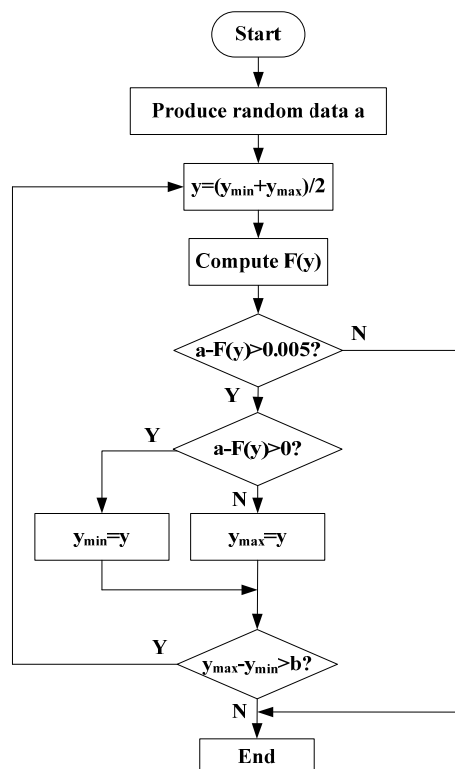 Start
Produce random data a
y=(ymin+ymax)/2
Compute F(y)
a-F(y)>0.005?
N
Y
a-F(y)>0?
Y
N
ymin=y
ymax=y
Y
ymax-ymin>b?
N
End